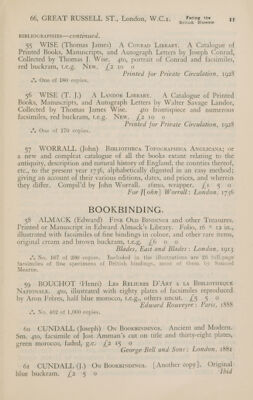 66, GREAT RUSSELL ST., London, W.C.1. Facing the British Museum 11
BIBLIOGRAPHIES—continued.
55 WISE (Thomas James) A CONRAD LIBRARY. A Catalogue of
Printed Books, Manuscripts, and Autograph Letters by Joseph Conrad,
Collected by Thomas J. Wise. 4to, portrait of Conrad and facsimiles,
red buckram, t.e.g. NEW. £2 10 0
Printed for Private Circulation, 1928
∴ One of 180 copies.
56 WISE (T. J.) A LANDOR LIBRARY. A Catalogue of Printed
Books, Manuscripts, and Autograph Letters by Walter Savage Landor,
Collected by Thomas James Wise. 4to frontispiece and numerous
facsimiles, red buckram, t.e.g. NEW. £2 10 0
Printed for Private Circulation, 1928
∴ One of 170 copies.
57 WORRALL (John) BIBLIOTHECA TOPOGRAPHICA ANGLICANA; or
a new and compleat catalogue of all the books extant relating to the
antiquity, description and natural history of England, the counties thereof,
etc., to the present year 1736, alphabetically digested in an easy method;
giving an account of their various editions, dates, and prices, and wherein
they differ. Compil'd by John Worrall. 16mo, wrapper. £1 5 0
For J[ohn] Worrall: London, 1736
BOOKBINDING.
58 ALMACK (Edward) FINE OLD BINDINGS and other Treasures.
Printed or Manuscript in Edward Almack's Library. Folio, 16 × 12 in.,
illustrated with facsimiles of fine bindings in colour, and other rare items,
original cream and brown buckram, t.e.g. £6 0 0
Blades, East and Blades: London, 1913
∴ No. 167 of 200 copies. Included in the illustrations are 26 full-page
facsimiles of fine specimens of British bindings, most of them by Samuel
Mearne.
59 BOUCHOT (Henri) LES RELIURES D'ART A LA BIBLIOTHEQUE
NATIONALE. 4to, illustrated with eighty plates of facsimiles reproduced
by Aron Frères, half blue morocco, t.e.g., others uncut. £5 5 0
Edward Rouveyre: Paris, 1888
∴ No. 402 of 1,000 copies.
60 CUNDALL (Joseph) ON BOOKBINDINGS. Ancient and Modern.
Sm. 4to, facsimile of Jost Amman's cut on title and thirty-eight plates,
green morocco, faded, g.e. £2 15 0
George Bell and Sons: London, 1881
61 CUNDALL (J.) ON BOOKBINDINGS. [Another copy]. Original
blue buckram. £2 5 0 Ibid